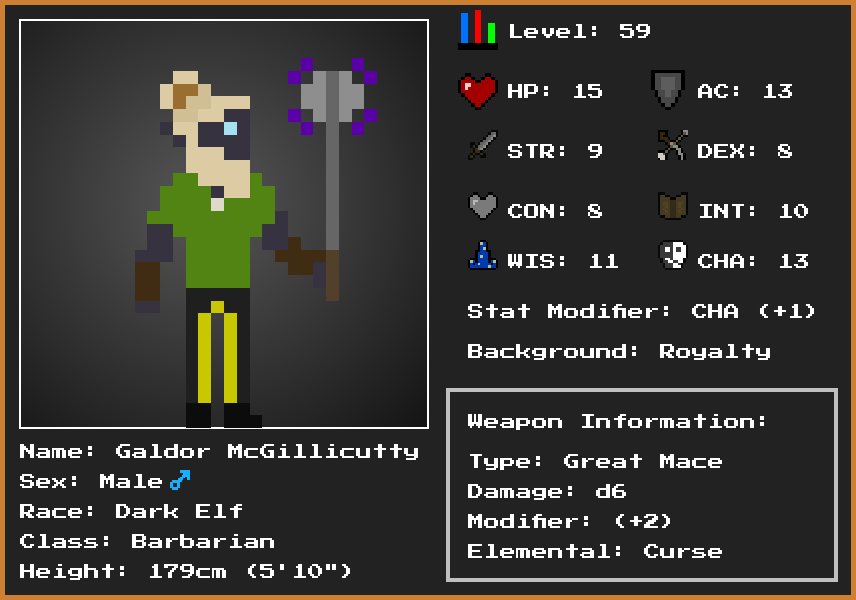 Level: 59
HP: 15 AC: 13
STR: 9 DEX: 8
CON: 8 INT: 10
WIS: 11 CHA: 13
Stat Modifier: CHA (+1)
Background: Royalty
Weapon Information:
Type: Great Mace
Damage: d6
Modifier: (+2)
Elemental: Curse
Name: Galdor McGillicutty
Sex: Male ♂
Race: Dark Elf
Class: Barbarian
Height: 179cm (5'10")